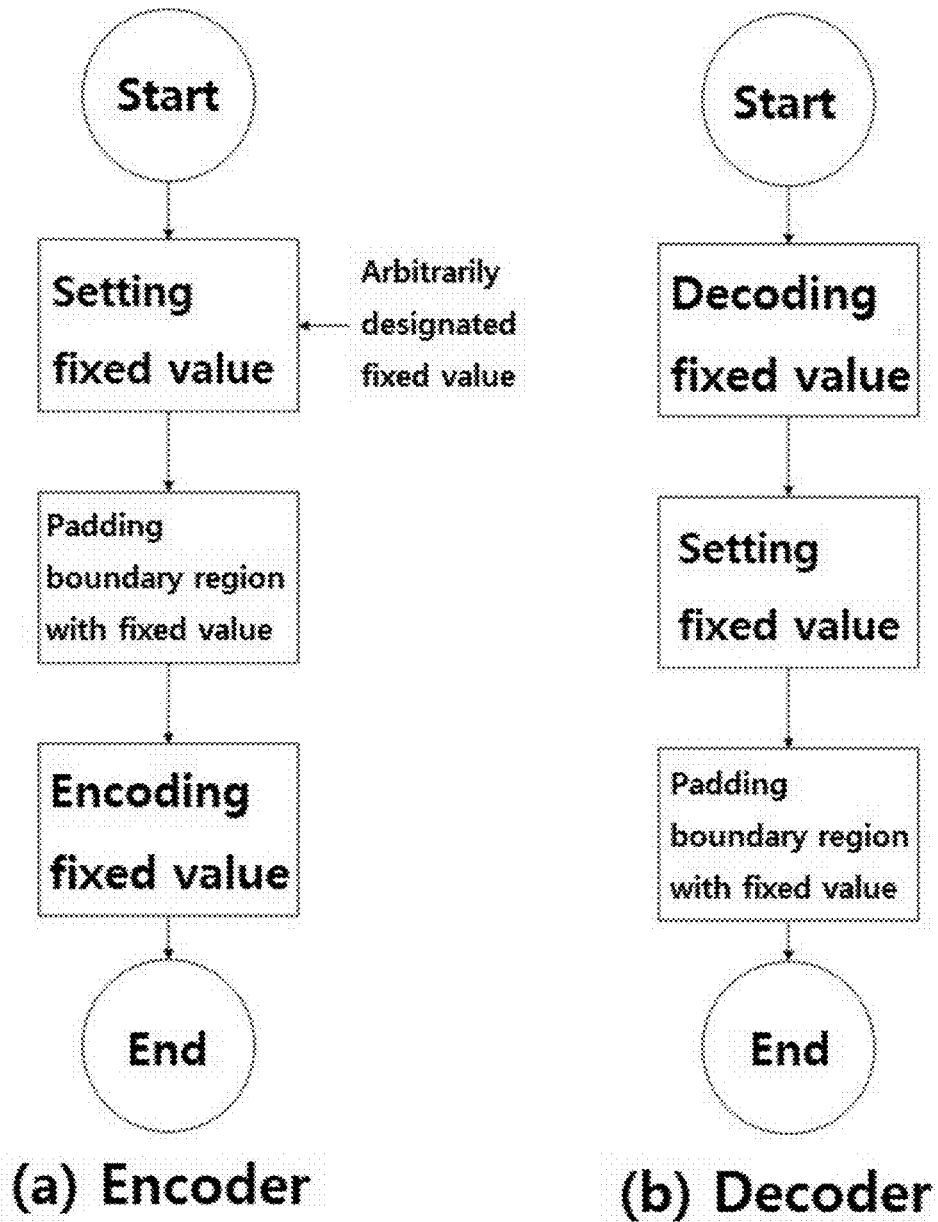 Start
Setting
fixed value
Arbitrarily
designated
fixed value
Padding
boundary region
with fixed value
Encoding
fixed value
End
(a) Encoder
Start
Decoding
fixed value
Setting
fixed value
Padding
boundary region
with fixed value
End
(b) Decoder